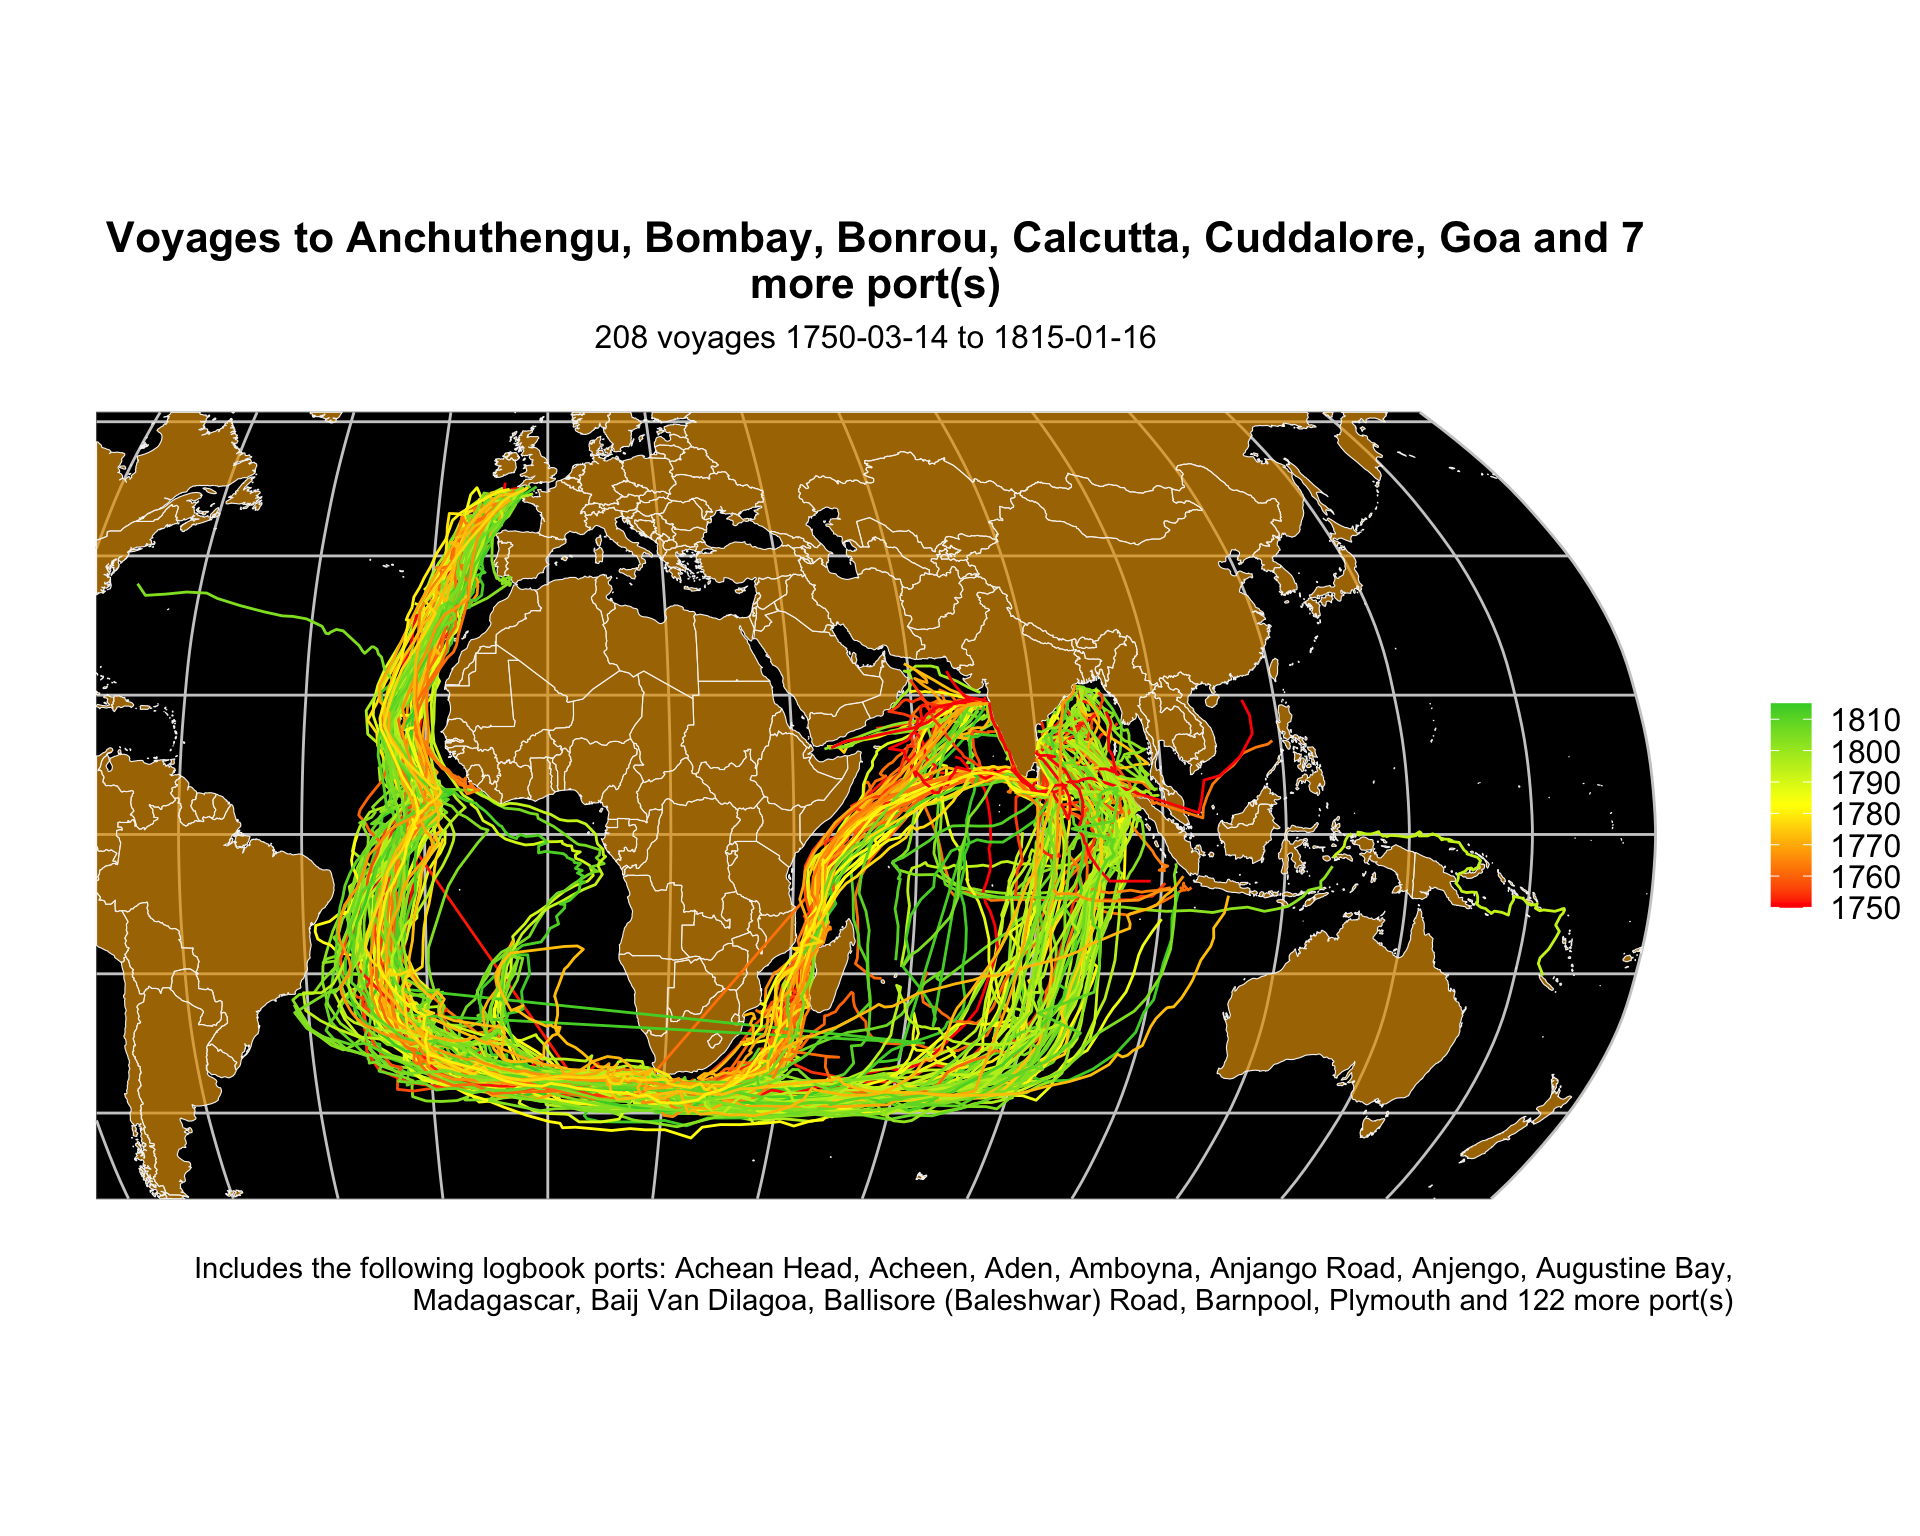 Voyages to Anchuthengu, Bombay, Bonrou, Calcutta, Cuddalore, Goa and 7
more port(s)
208 voyages 1750-03-14 to 1815-01-16
1810
1800
1790
1780
1770
1760
1750
Includes the following logbook ports: Achean Head, Acheen, Aden, Amboyna, Anjango Road, Anjengo, Augustine Bay,
Madagascar, Baij Van Dilagoa, Ballisore (Baleshwar) Road, Barnpool, Plymouth and 122 more port(s)